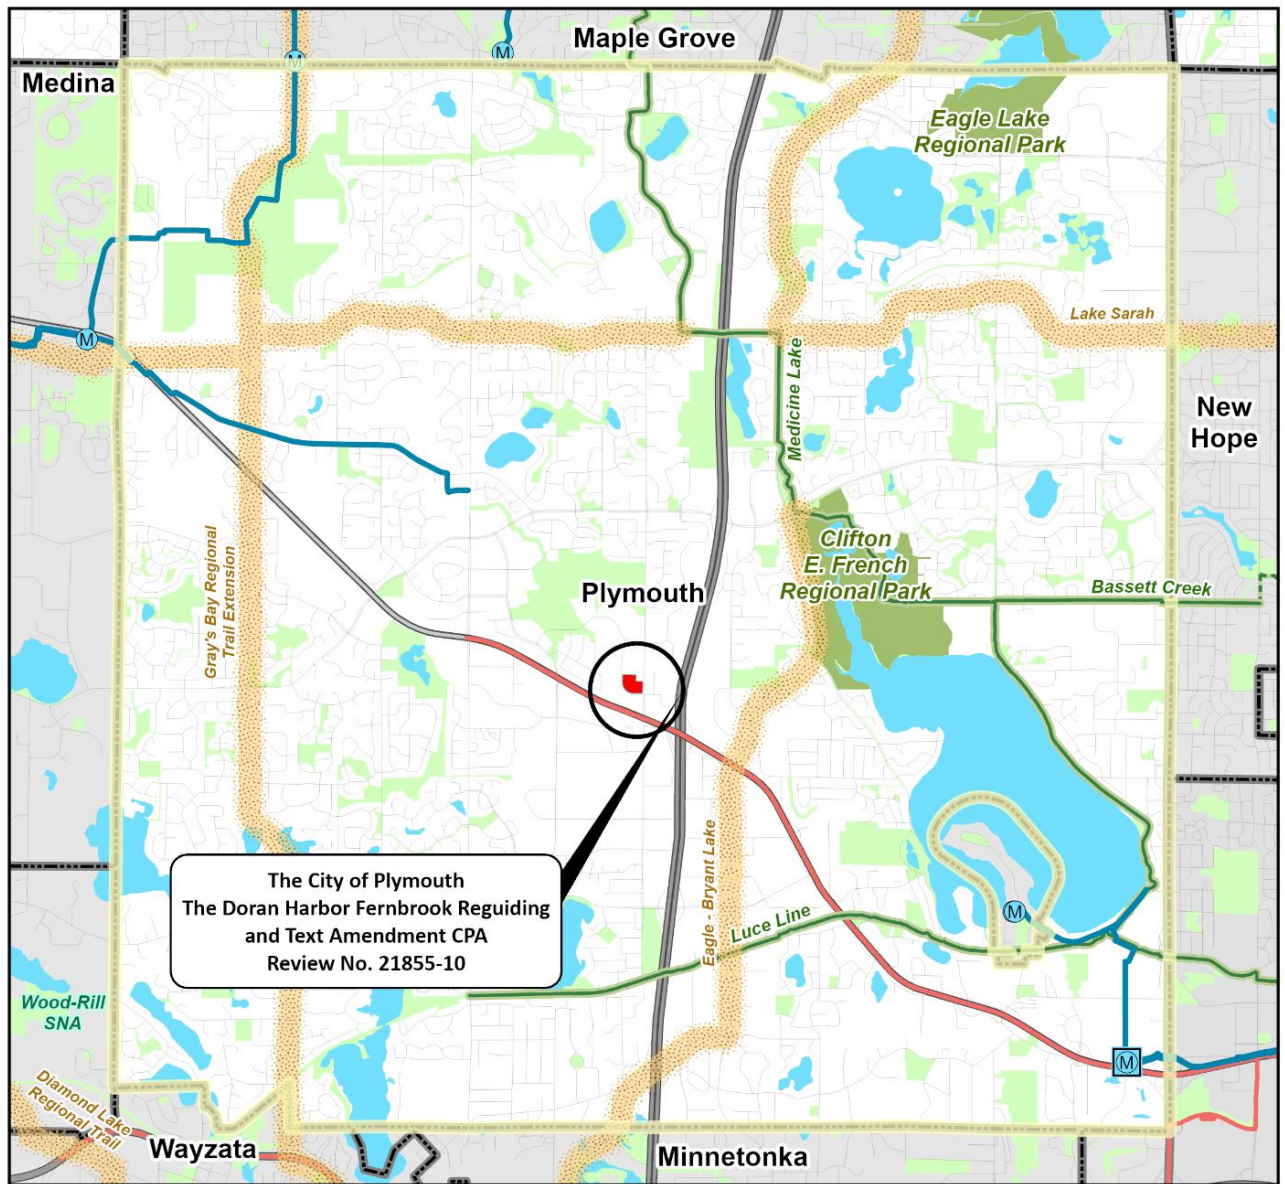 Maple Grove
M
M
Medina
Eagle Lake
Regional Park
Lake Sarah
M
Medicine Lake
New
Hope
Gray's Bay Regional
Trail Extension
Clifton
E. French
Regional Park
Plymouth
Bassett Creek
Eagle - Bryant Lake
The City of Plymouth
The Doran Harbor Fernbrook Reguiding
and Text Amendment CPA
Review No. 21855-10
Luce Line
M
Wood-Rill
SNA
M
Diamond Lake
Regional Trail
Wayzata
Minnetonka